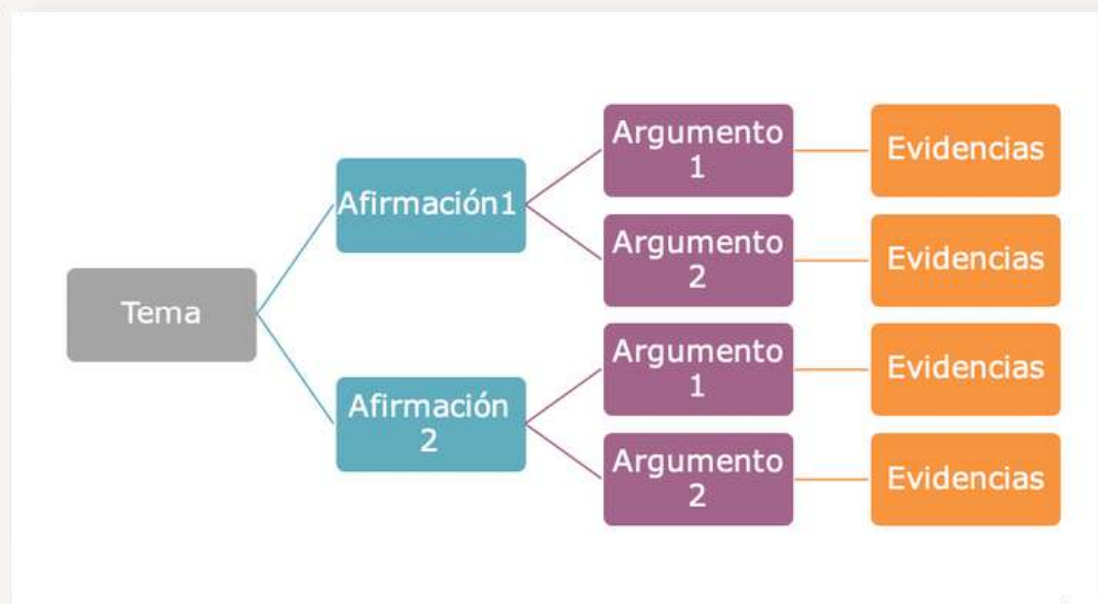 Tema
Afirmación1
Afirmación
2
Argumento
1
Argumento
2
Argumento
1
Argumento
2
Evidencias
Evidencias
Evidencias
Evidencias